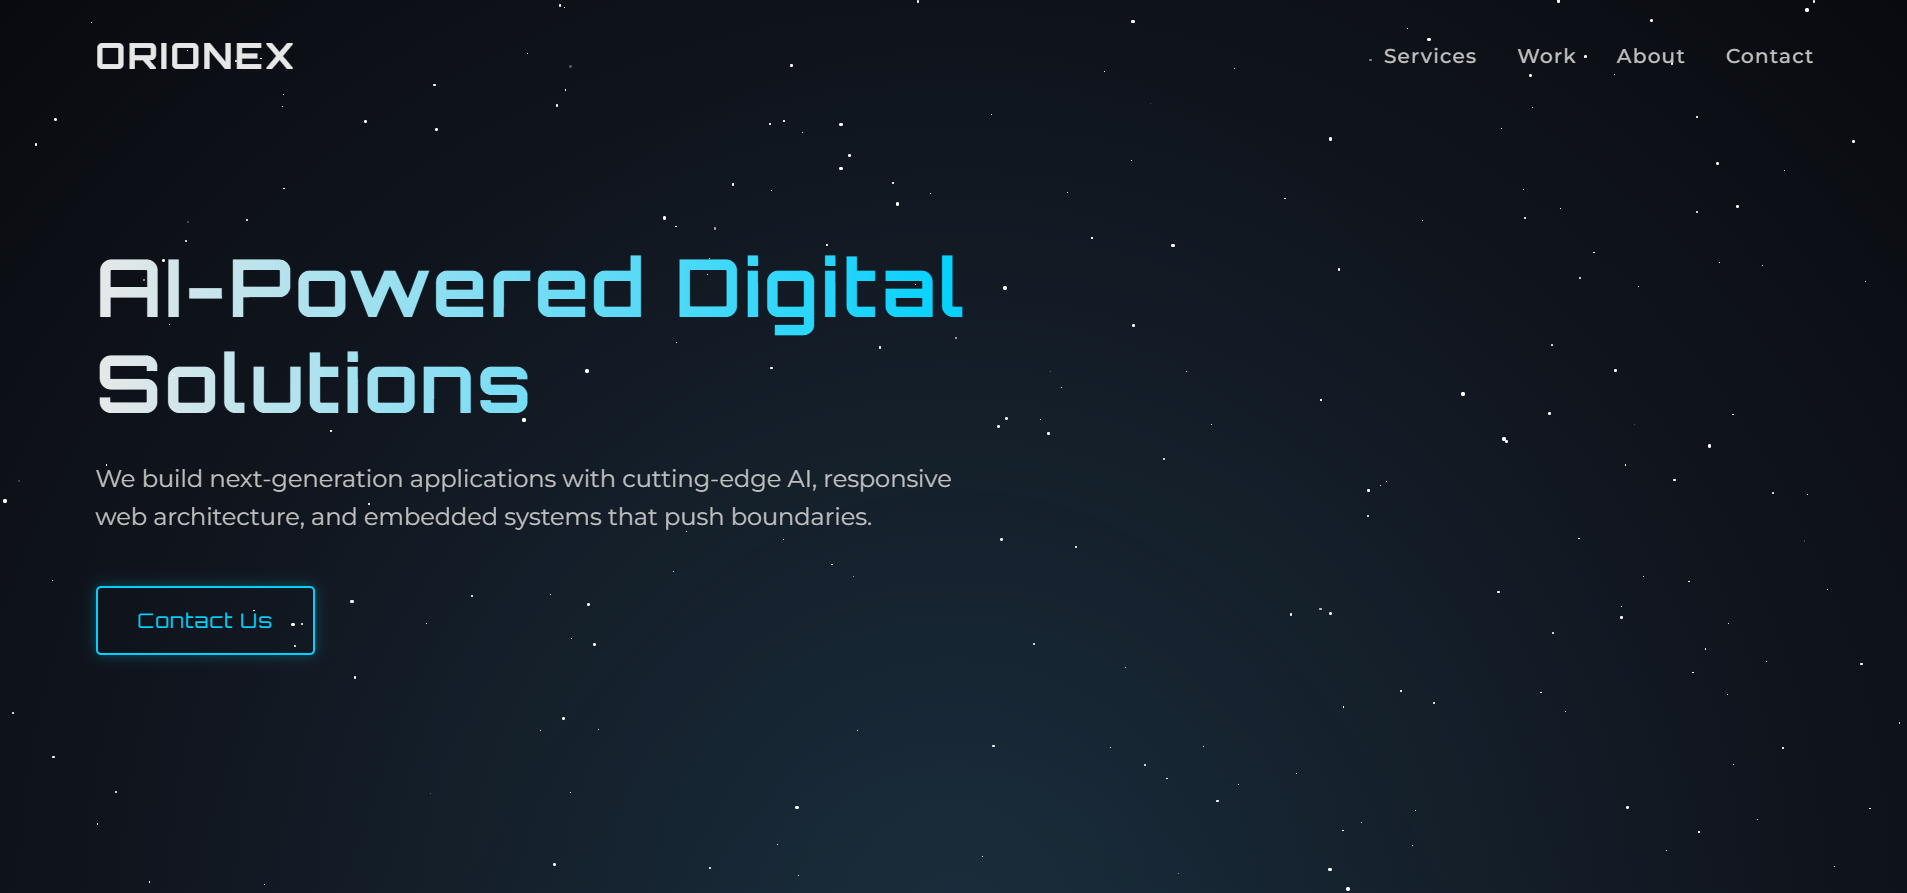 ORIONEX
Services Work About Contact
AI-Powered Digital
Solutions
We build next-generation applications with cutting-edge AI, responsive
web architecture, and embedded systems that push boundaries.
Contact Us